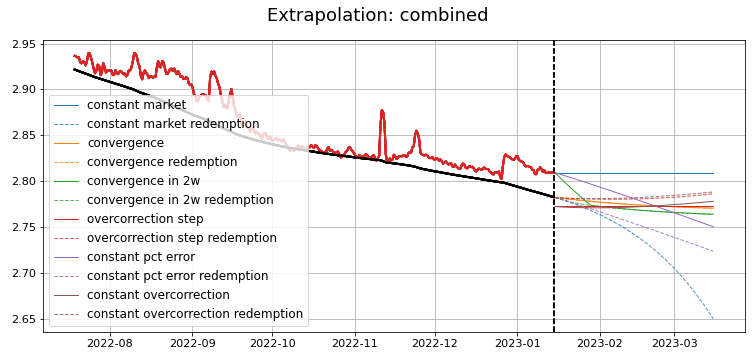 Extrapolation: combined
2.95
2.90
2.85
2.80
2.75
2.70
2.65
constant market
constant market redemption
convergence
convergence redemption
convergence in 2w
convergence in 2w redemption
overcorrection step
overcorrection step redemption
constant pct error
constant pct error redemption
constant overcorrection
constant overcorrection redemption
2022-08 2022-09 2022-10 2022-11 2022-12 2023-01 2023-02 2023-03